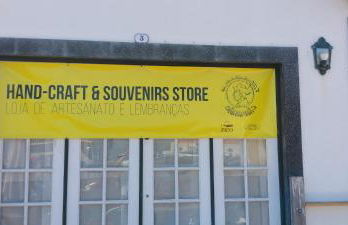 3
HAND-CRAFT & SOUVENIRS STORE
LOJA DE ARTESANATO E LEMBRANÇAS